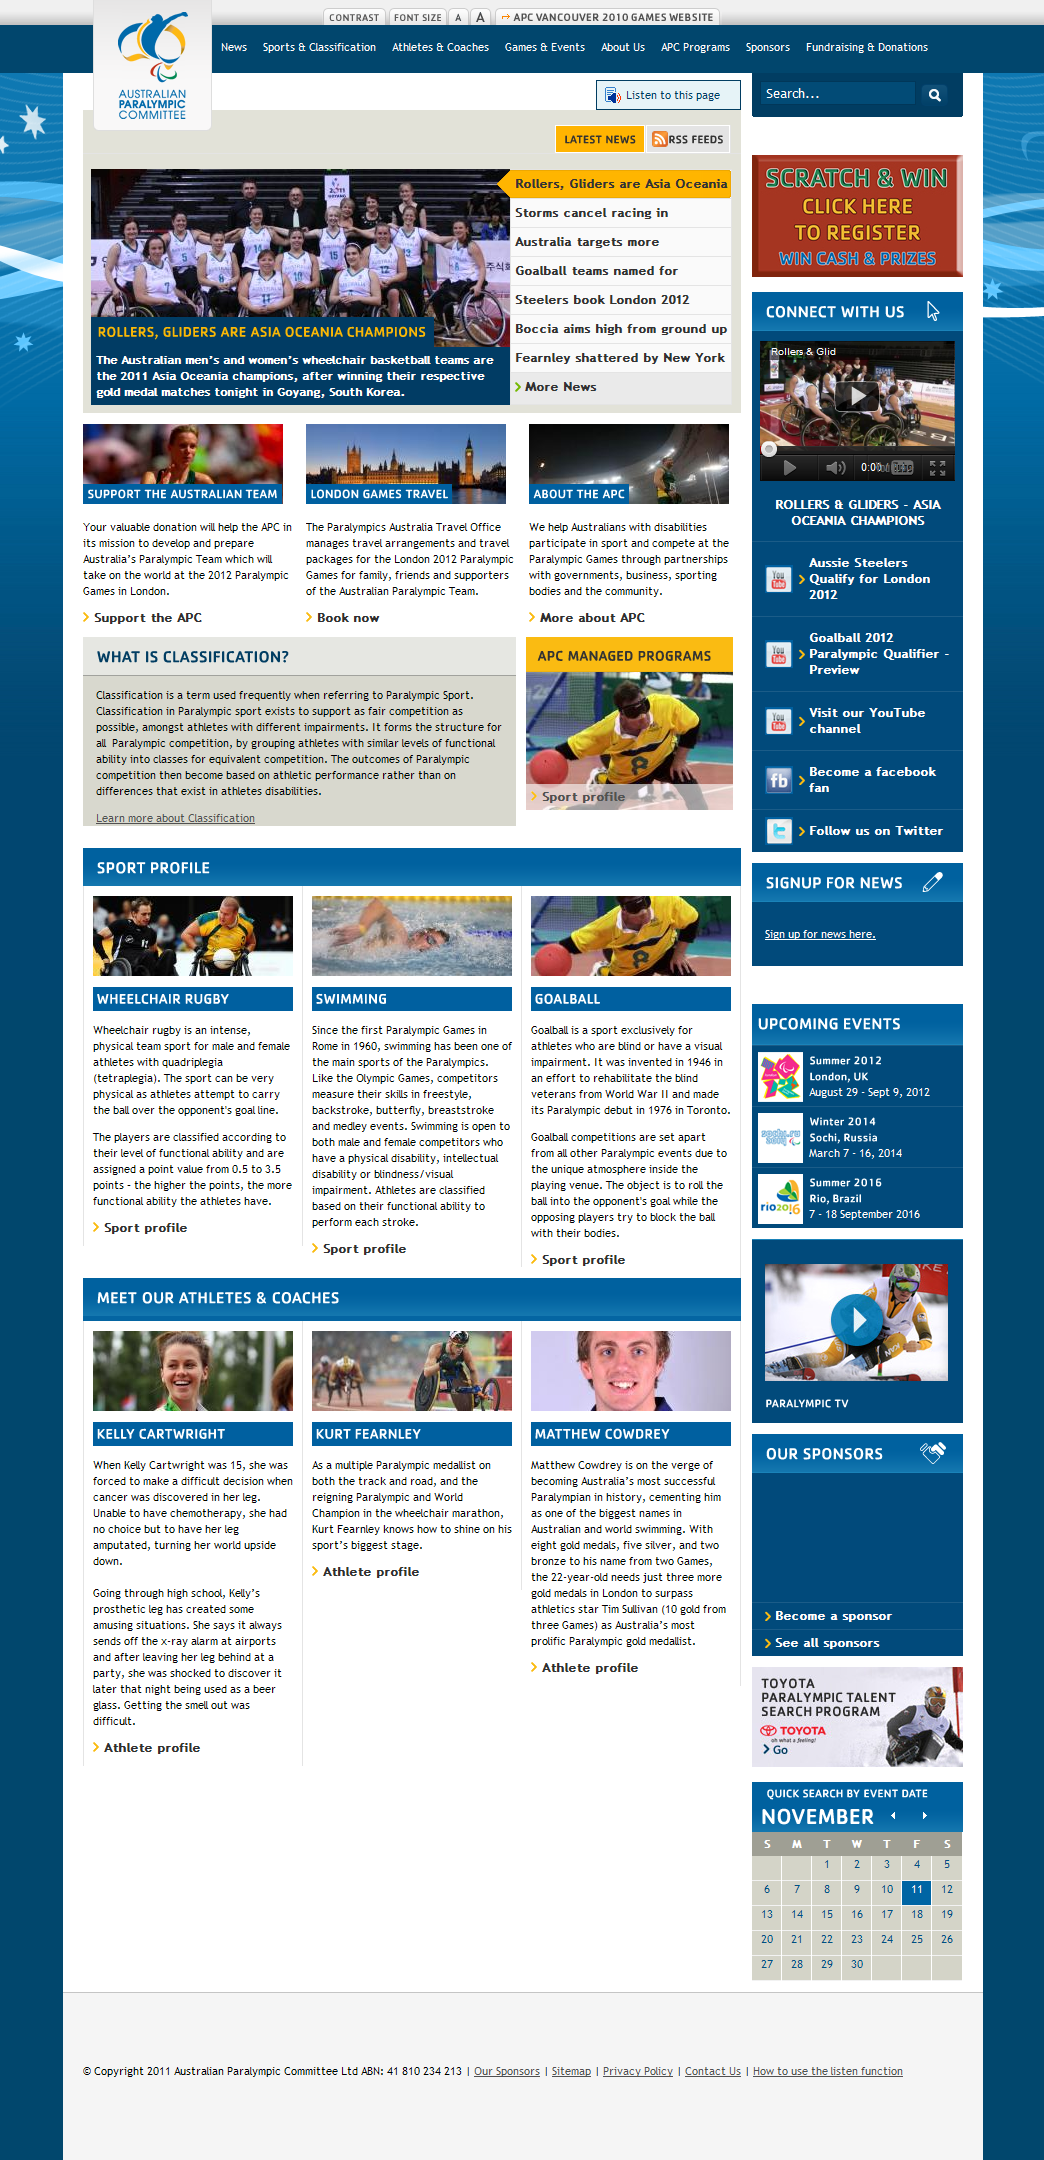 CONTRAST
FONT SIZE
A
A
APC VANCOUVER 2010 GAMES WEBSITE
AUSTRALIAN
PARALYMPIC
COMMITTEE
News
Sports & Classification
Athletes & Coaches
Games & Events
About Us
APC Programs
Sponsors
Fundraising & Donations
Listen to this page
Search...
LATEST NEWS
RSS FEEDS
ROLLERS, GLIDERS ARE ASIA OCEANIA CHAMPIONS
The Australian men's and women's wheelchair basketball teams are
the 2011 Asia Oceania champions, after winning their respective
gold medal matches tonight in Goyang, South Korea.
Rollers, Gliders are Asia Oceania
Storms cancel racing in
Australia targets more
Goalball teams named for
Steelers book London 2012
Boccia aims high from ground up
Fearnley shattered by New York
More News
SUPPORT THE AUSTRALIAN TEAM
Your valuable donation will help the APC in
its mission to develop and prepare
Australia's Paralympic Team which will
take on the world at the 2012 Paralympic
Games in London.
Support the APC
LONDON GAMES TRAVEL
The Paralympics Australia Travel Office
manages travel arrangements and travel
packages for the London 2012 Paralympic
Games for family, friends and supporters
of the Australian Paralympic Team.
Book now
ABOUT THE APC
We help Australians with disabilities
participate in sport and compete at the
Paralympic Games through partnerships
with governments, business, sporting
bodies and the community.
More about APC
WHAT IS CLASSIFICATION?
Classification is a term used frequently when referring to Paralympic Sport.
Classification in Paralympic sport exists to support as fair competition as
possible, amongst athletes with different impairments. It forms the structure for
all Paralympic competition, by grouping athletes with similar levels of functional
ability into classes for equivalent competition. The outcomes of Paralympic
competition then become based on athletic performance rather than on
differences that exist in athletes disabilities.
Learn more about Classification
APC MANAGED PROGRAMS
Sport profile
SPORT PROFILE
WHEELCHAIR RUGBY
Wheelchair rugby is an intense,
physical team sport for male and female
athletes with quadriplegia
(tetraplegia). The sport can be very
physical as athletes attempt to carry
the ball over the opponent's goal line.
The players are classified according to
their level of functional ability and are
assigned a point value from 0.5 to 3.5
points - the higher the points, the more
functional ability the athletes have.
Sport profile
SWIMMING
Since the first Paralympic Games in
Rome in 1960, swimming has been one of
the main sports of the Paralympics.
Like the Olympic Games, competitors
measure their skills in freestyle,
backstroke, butterfly, breaststroke
and medley events. Swimming is open to
both male and female competitors who
have a physical disability, intellectual
disability or blindness/visual
impairment. Athletes are classified
based on their functional ability to
perform each stroke.
Sport profile
GOALBALL
Goalball is a sport exclusively for
athletes who are blind or have a visual
impairment. It was invented in 1946 in
an effort to rehabilitate the blind
veterans from World War II and made
its Paralympic debut in 1976 in Toronto.
Goalball competitions are set apart
from all other Paralympic events due to
the unique atmosphere inside the
playing venue. The object is to roll the
ball into the opponent's goal while the
opposing players try to block the ball
with their bodies.
Sport profile
MEET OUR ATHLETES & COACHES
KELLY CARTWRIGHT
When Kelly Cartwright was 15, she was
forced to make a difficult decision when
cancer was discovered in her leg.
Unable to have chemotherapy, she had
no choice but to have her leg
amputated, turning her world upside
down.
Going through high school, Kelly's
prosthetic leg has created some
amusing situations. She says it always
sends off the x-ray alarm at airports
and after leaving her leg behind at a
party, she was shocked to discover it
later that night being used as a beer
glass. Getting the smell out was
difficult.
Athlete profile
KURT FEARNLEY
As a multiple Paralympic medallist on
both the track and road, and the
reigning Paralympic and World
Champion in the wheelchair marathon,
Kurt Fearnley knows how to shine on his
sport's biggest stage.
Athlete profile
MATTHEW COWDREY
Matthew Cowdrey is on the verge of
becoming Australia's most successful
Paralympian in history, cementing him
as one of the biggest names in
Australian and world swimming. With
eight gold medals, five silver, and two
bronze to his name from two Games,
the 22-year-old needs just three more
gold medals in London to surpass
athletics star Tim Sullivan (10 gold from
three Games) as Australia's most
prolific Paralympic gold medallist.
Athlete profile
SCRATCH & WIN
CLICK HERE
TO REGISTER
WIN CASH & PRIZES
CONNECT WITH US
Rollers & Glid
ROLLERS & GLIDERS - ASIA
OCEANIA CHAMPIONS
Aussie Steelers
Qualify for London
2012
Goalball 2012
Paralympic Qualifier -
Preview
Visit our YouTube
channel
Become a facebook
fan
Follow us on Twitter
SIGNUP FOR NEWS
Sign up for news here.
UPCOMING EVENTS
Summer 2012
London, UK
August 29 - Sept 9, 2012
Winter 2014
Sochi, Russia
March 7 - 16, 2014
Summer 2016
Rio, Brazil
7 - 18 September 2016
PARALYMPIC TV
OUR SPONSORS
Become a sponsor
See all sponsors
TOYOTA
PARALYMPIC TALENT
SEARCH PROGRAM
TOYOTA
oh what a feeling!
Go
QUICK SEARCH BY EVENT DATE
NOVEMBER
S M T W T F S
1 2 3 4 5
6 7 8 9 10 11 12
13 14 15 16 17 18 19
20 21 22 23 24 25 26
27 28 29 30
© Copyright 2011 Australian Paralympic Committee Ltd ABN: 41 810 234 213 | Our Sponsors | Sitemap | Privacy Policy | Contact Us | How to use the listen function